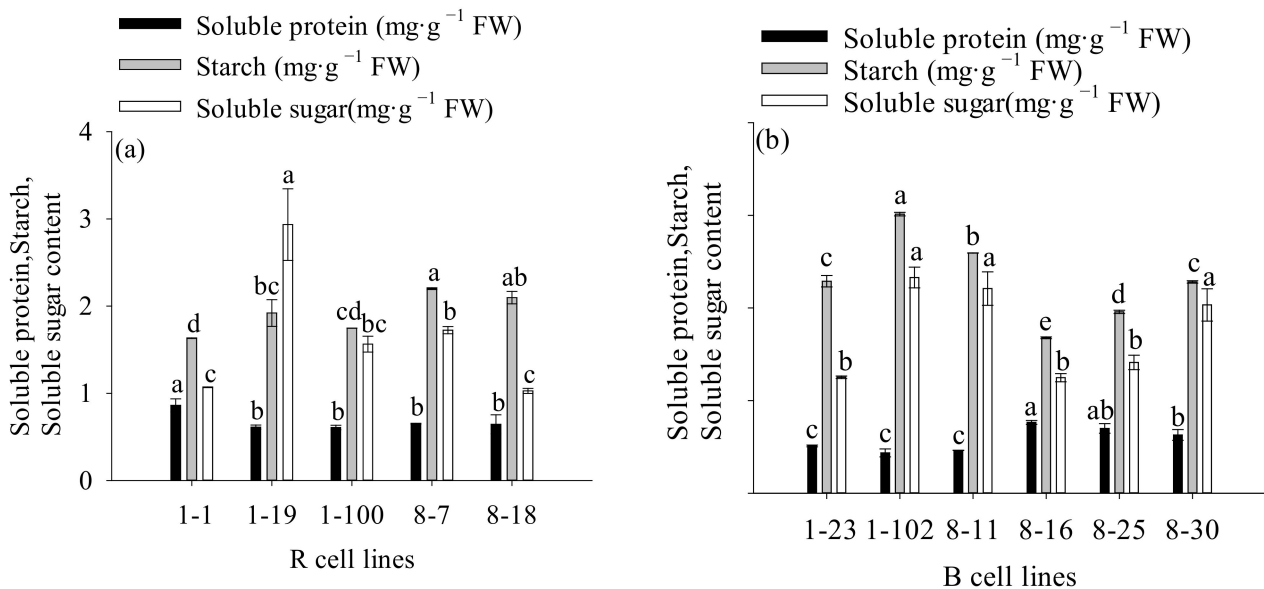 Soluble protein (mg·g⁻¹ FW)
Starch (mg·g⁻¹ FW)
Soluble sugar(mg·g⁻¹ FW)
(a)
Soluble protein,Starch,
Soluble sugar content
4
3
2
1
0
a d c
b bc a
b cd bc
b a b
b ab c
1-1 1-19 1-100 8-7 8-18
R cell lines
Soluble protein (mg·g⁻¹ FW)
Starch (mg·g⁻¹ FW)
Soluble sugar(mg·g⁻¹ FW)
(b)
Soluble protein,Starch,
Soluble sugar content
c c b
c a a
c b a
a e b
ab d b
b c a
1-23 1-102 8-11 8-16 8-25 8-30
B cell lines